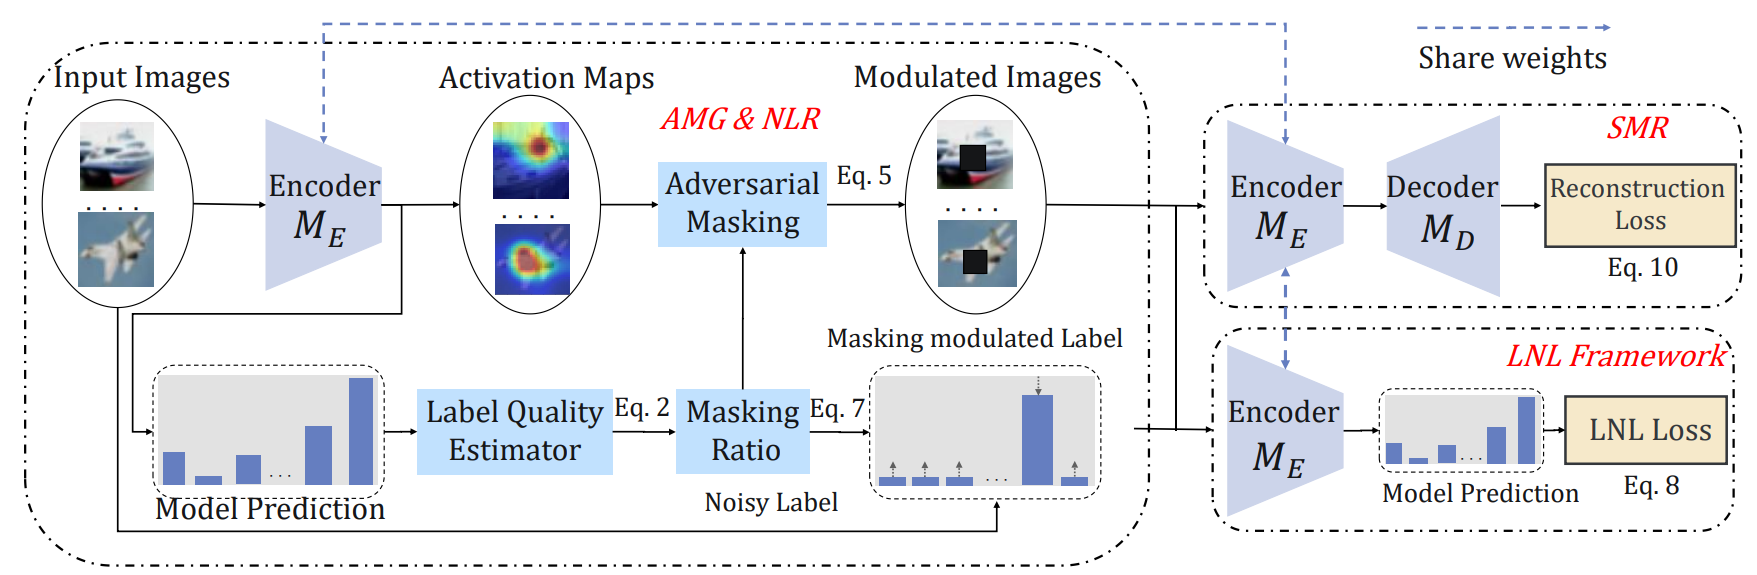 Share weights
Input Images
Activation Maps
Modulated Images
AMG & NLR
SMR
Encoder
M_E
Adversarial
Masking
Eq. 5
Encoder
M_E
Decoder
M_D
Reconstruction
Loss
Eq. 10
. . . .
. . . .
. . . .
Masking modulated Label
LNL Framework
Model Prediction
. . .
Label Quality
Estimator
Eq. 2
Masking
Ratio
Eq. 7
. . .
Noisy Label
Encoder
M_E
. . .
Model Prediction
LNL Loss
Eq. 8